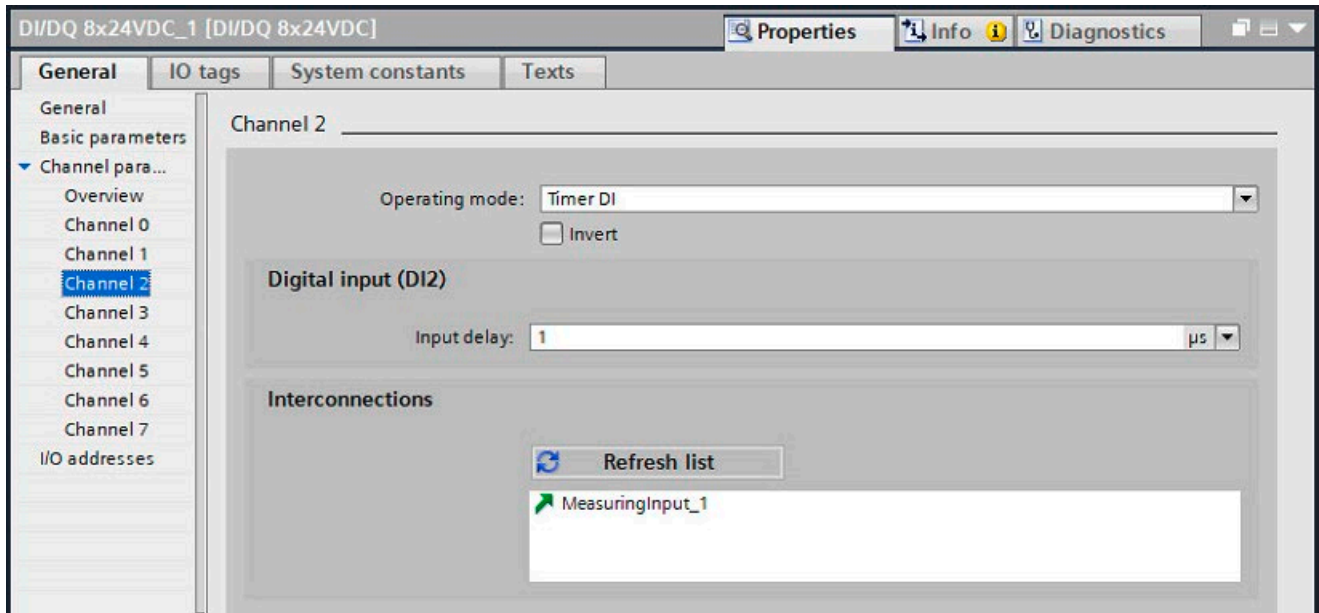 DI/DQ 8x24VDC_1 [DI/DQ 8x24VDC]
Properties
Info
Diagnostics
General
IO tags
System constants
Texts
General
Basic parameters
Channel para...
Overview
Channel 0
Channel 1
Channel 2
Channel 3
Channel 4
Channel 5
Channel 6
Channel 7
I/O addresses
Channel 2
Operating mode: Timer DI
Invert
Digital input (DI2)
Input delay: 1 µs
Interconnections
Refresh list
MeasuringInput_1